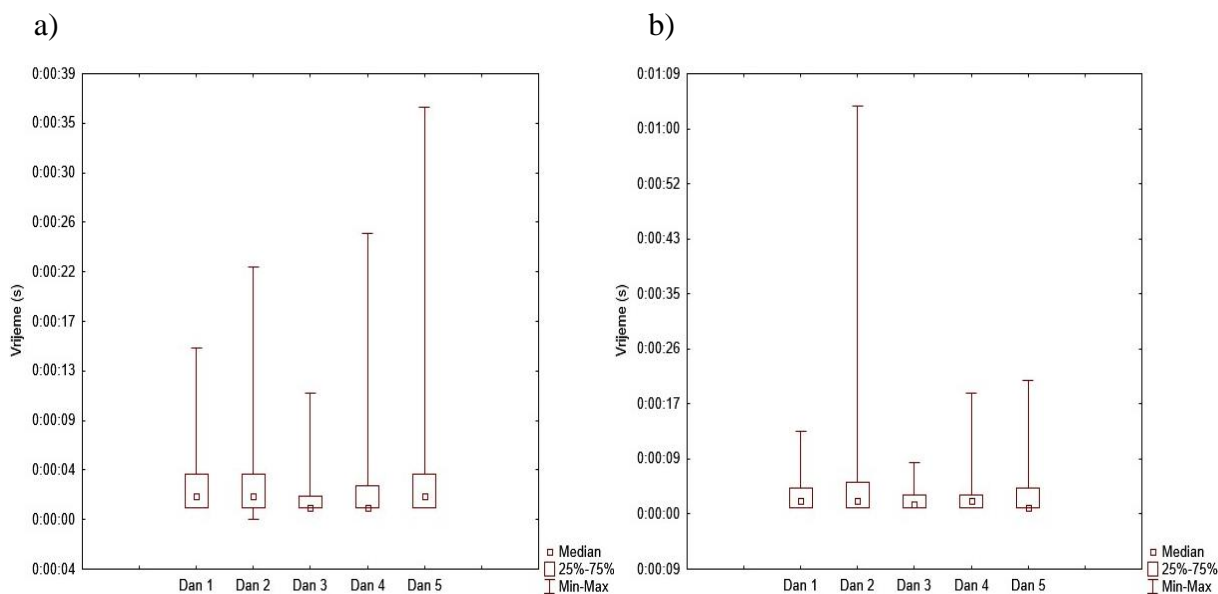 a)
0:00:39
0:00:35
0:00:30
0:00:26
0:00:22
0:00:17
0:00:13
0:00:09
0:00:04
0:00:00
0:00:04
Vrijeme (s)
Dan 1 Dan 2 Dan 3 Dan 4 Dan 5
Median
25%-75%
Min-Max
b)
0:01:09
0:01:00
0:00:52
0:00:43
0:00:35
0:00:26
0:00:17
0:00:09
0:00:00
0:00:09
Vrijeme (s)
Dan 1 Dan 2 Dan 3 Dan 4 Dan 5
Median
25%-75%
Min-Max